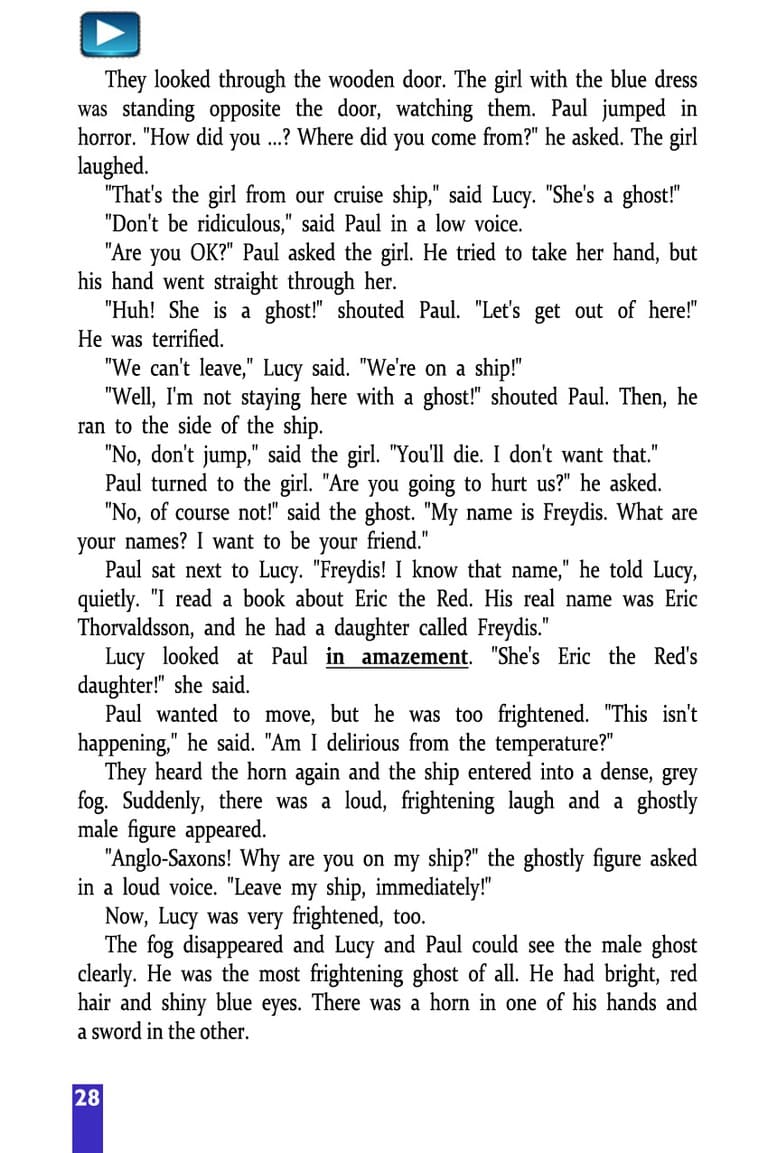 They looked through the wooden door. The girl with the blue dress
was standing opposite the door, watching them. Paul jumped in
horror. "How did you ...? Where did you come from?" he asked. The girl
laughed.
"That's the girl from our cruise ship," said Lucy. "She's a ghost!"
"Don't be ridiculous," said Paul in a low voice.
"Are you OK?" Paul asked the girl. He tried to take her hand, but
his hand went straight through her.
"Huh! She is a ghost!" shouted Paul. "Let's get out of here!"
He was terrified.
"We can't leave," Lucy said. "We're on a ship!"
"Well, I'm not staying here with a ghost!" shouted Paul. Then, he
ran to the side of the ship.
"No, don't jump," said the girl. "You'll die. I don't want that."
Paul turned to the girl. "Are you going to hurt us?" he asked.
"No, of course not!" said the ghost. "My name is Freydis. What are
your names? I want to be your friend."
Paul sat next to Lucy. "Freydis! I know that name," he told Lucy,
quietly. "I read a book about Eric the Red. His real name was Eric
Thorvaldsson, and he had a daughter called Freydis."
Lucy looked at Paul in amazement. "She's Eric the Red's
daughter!" she said.
Paul wanted to move, but he was too frightened. "This isn't
happening," he said. "Am I delirious from the temperature?"
They heard the horn again and the ship entered into a dense, grey
fog. Suddenly, there was a loud, frightening laugh and a ghostly
male figure appeared.
"Anglo-Saxons! Why are you on my ship?" the ghostly figure asked
in a loud voice. "Leave my ship, immediately!"
Now, Lucy was very frightened, too.
The fog disappeared and Lucy and Paul could see the male ghost
clearly. He was the most frightening ghost of all. He had bright, red
hair and shiny blue eyes. There was a horn in one of his hands and
a sword in the other.
28